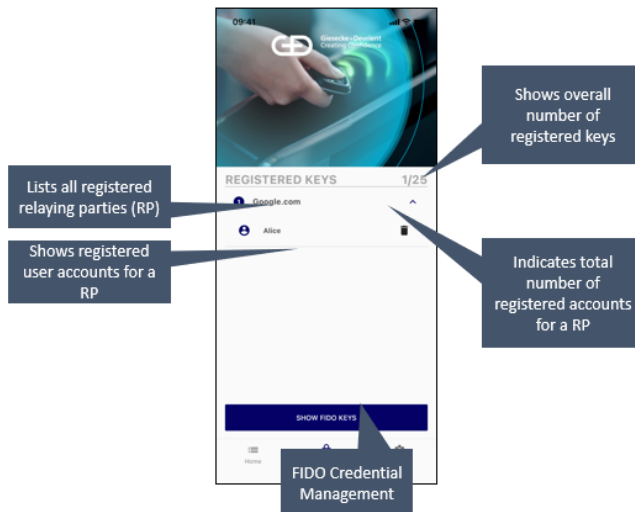 09:41
G+D
Giesecke+Devrient
Creating Confidence
Shows overall
number of
registered keys
REGISTERED KEYS 1/25
Lists all registered
relaying parties (RP)
1 Google.com
Alice
Shows registered
user accounts for a
RP
Indicates total
number of
registered accounts
for a RP
SHOW FIDO KEYS
Home
FIDO Credential
Management